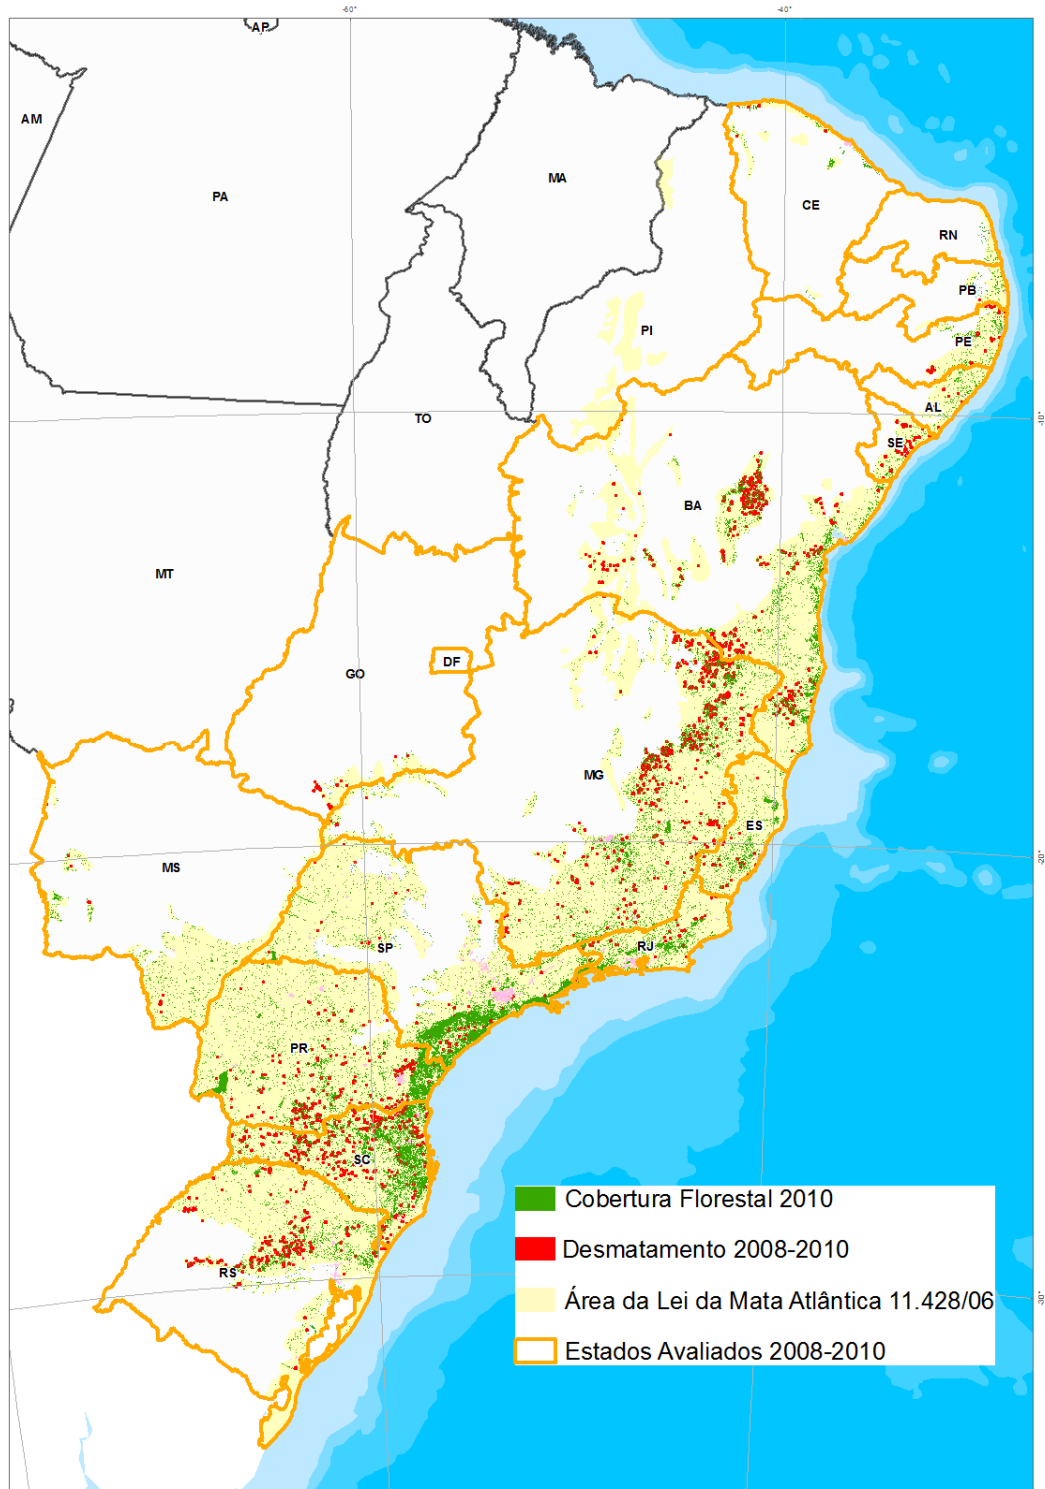 -60°
-40°
AP
AM
PA
MA
CE
RN
PB
PI
PE
AL
-10°
TO
SE
BA
MT
GO
DF
MG
ES
-20°
MS
SP
RJ
PR
SC
Cobertura Florestal 2010
Desmatamento 2008-2010
RS
Área da Lei da Mata Atlântica 11.428/06
-30°
Estados Avaliados 2008-2010